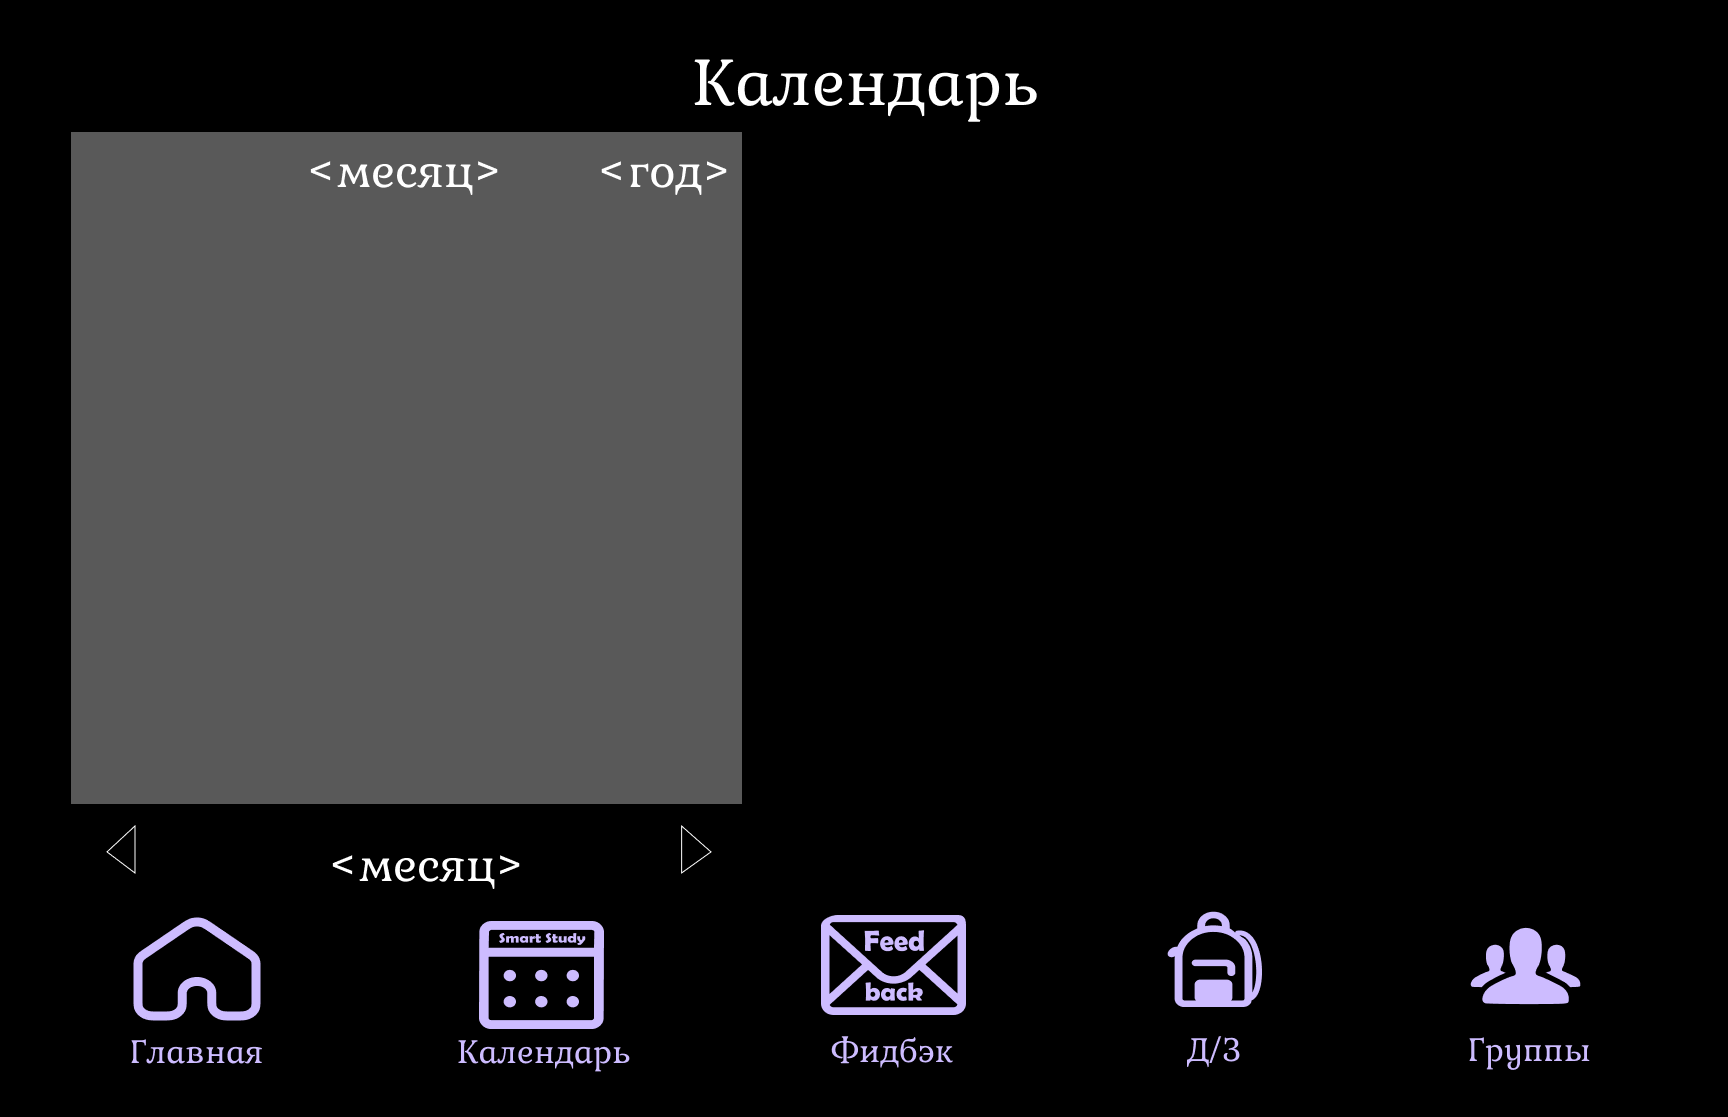 Календарь
<месяц> <год>
<месяц>
Smart Study
Feed
back
Главная
Календарь
Фидбэк
Д/З
Группы